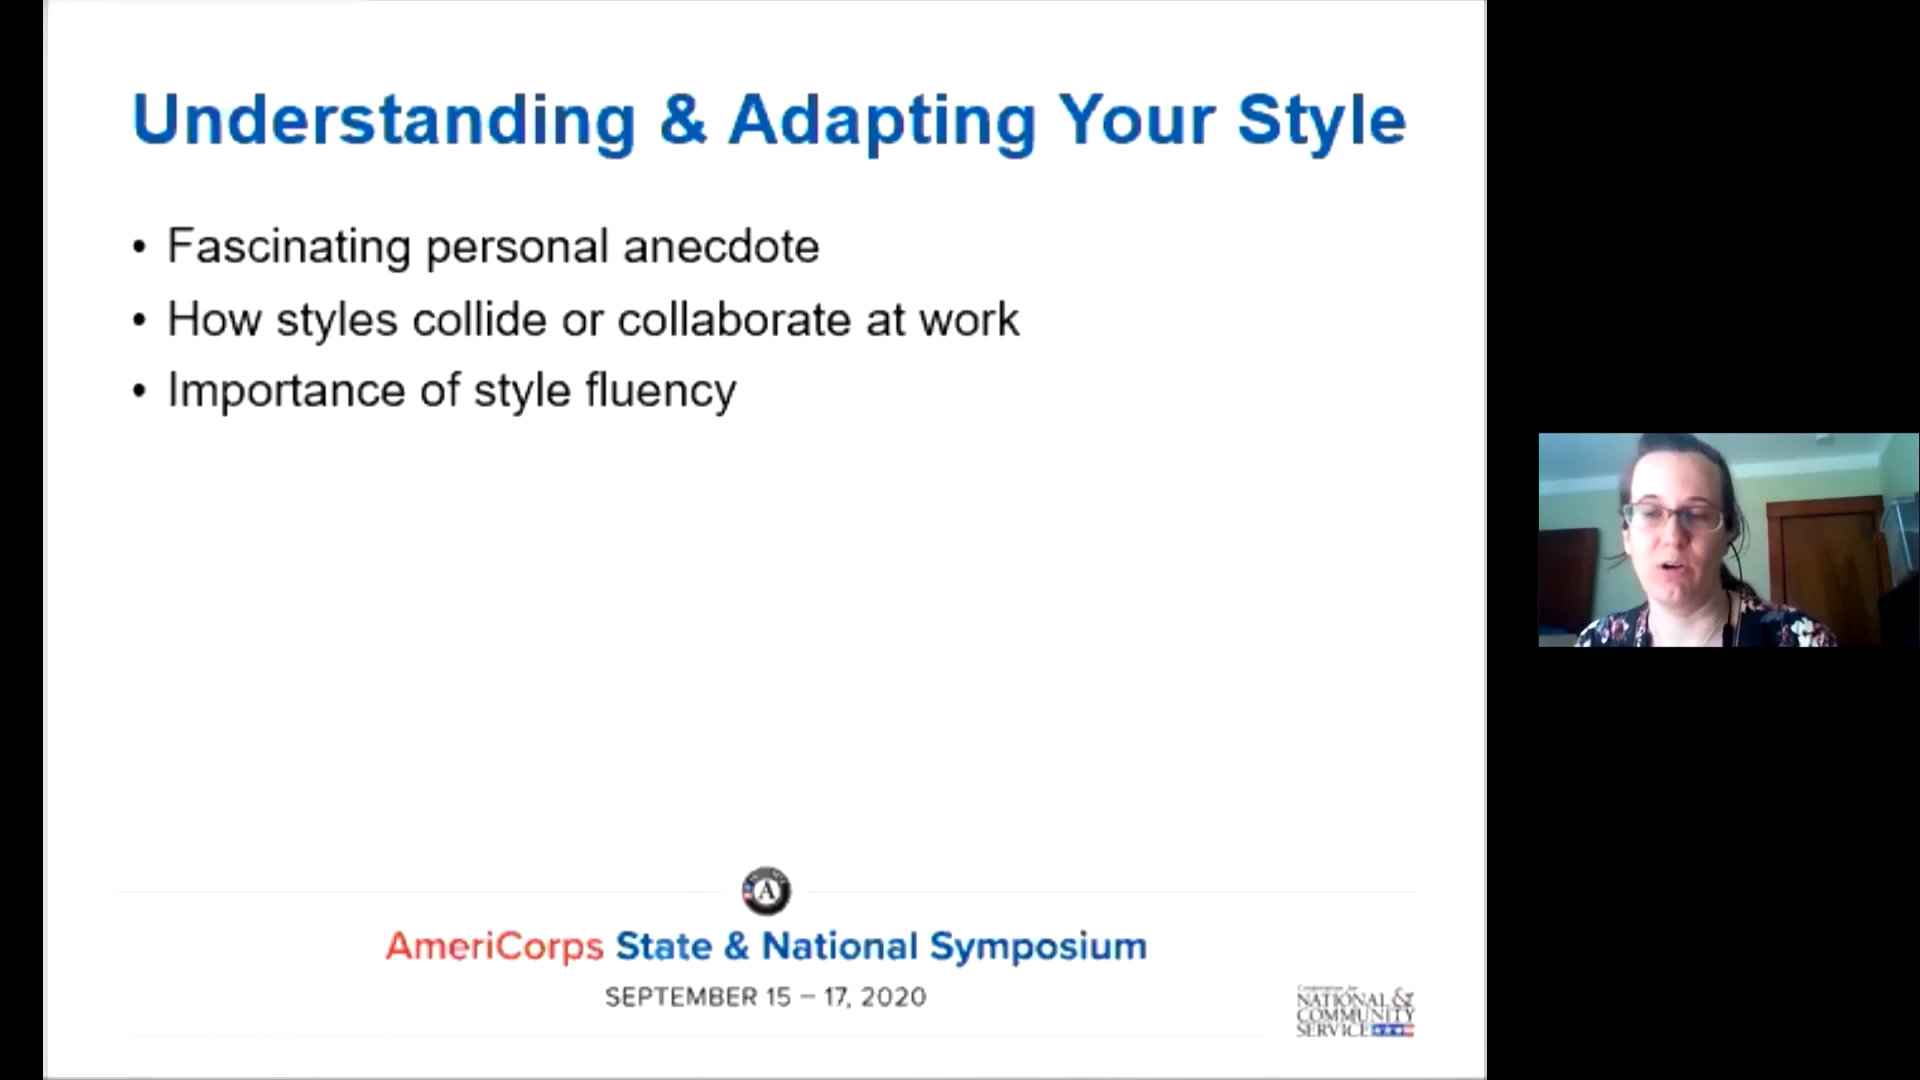 Understanding & Adapting Your Style
• Fascinating personal anecdote
• How styles collide or collaborate at work
• Importance of style fluency
A
AmeriCorps State & National Symposium
SEPTEMBER 15 – 17, 2020
Corporation for
NATIONAL &
COMMUNITY
SERVICE